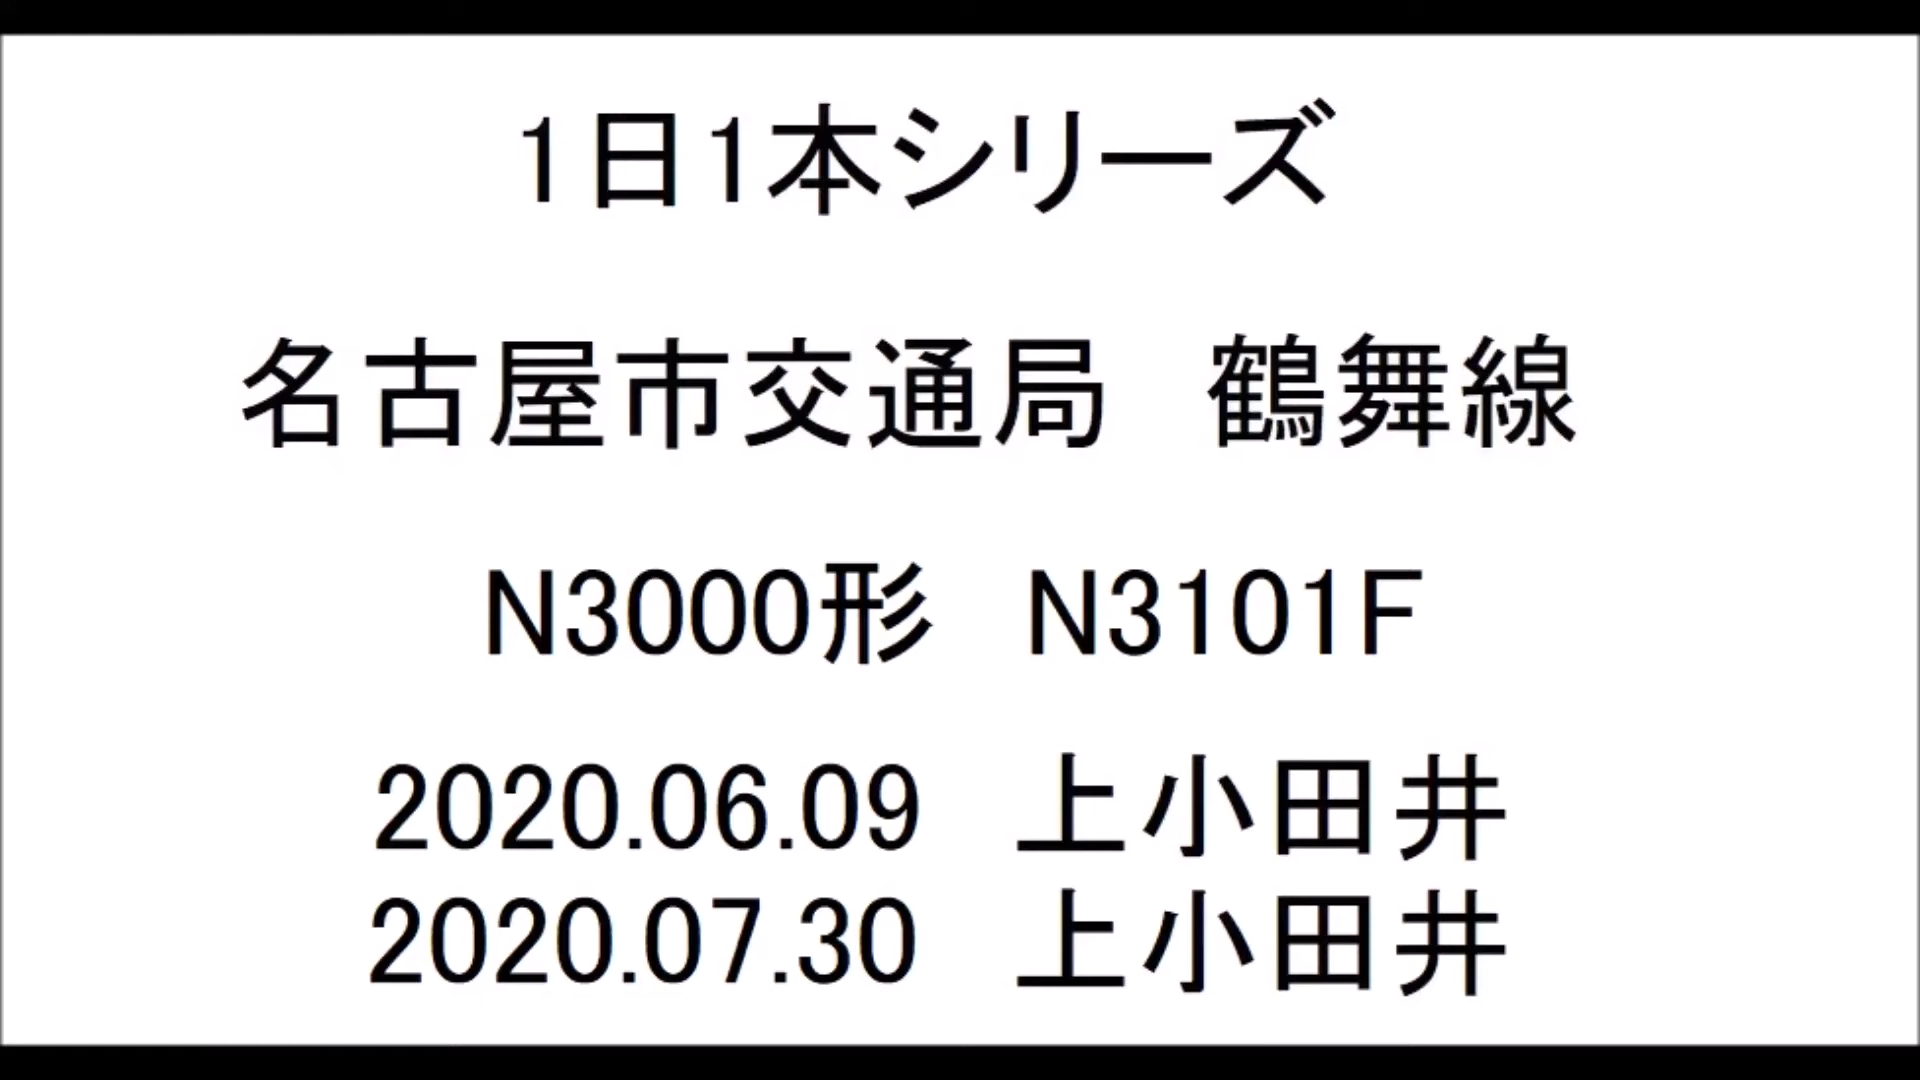 1日1本シリーズ
名古屋市交通局　鶴舞線
N3000形　N3101F
2020.06.09　上小田井
2020.07.30　上小田井